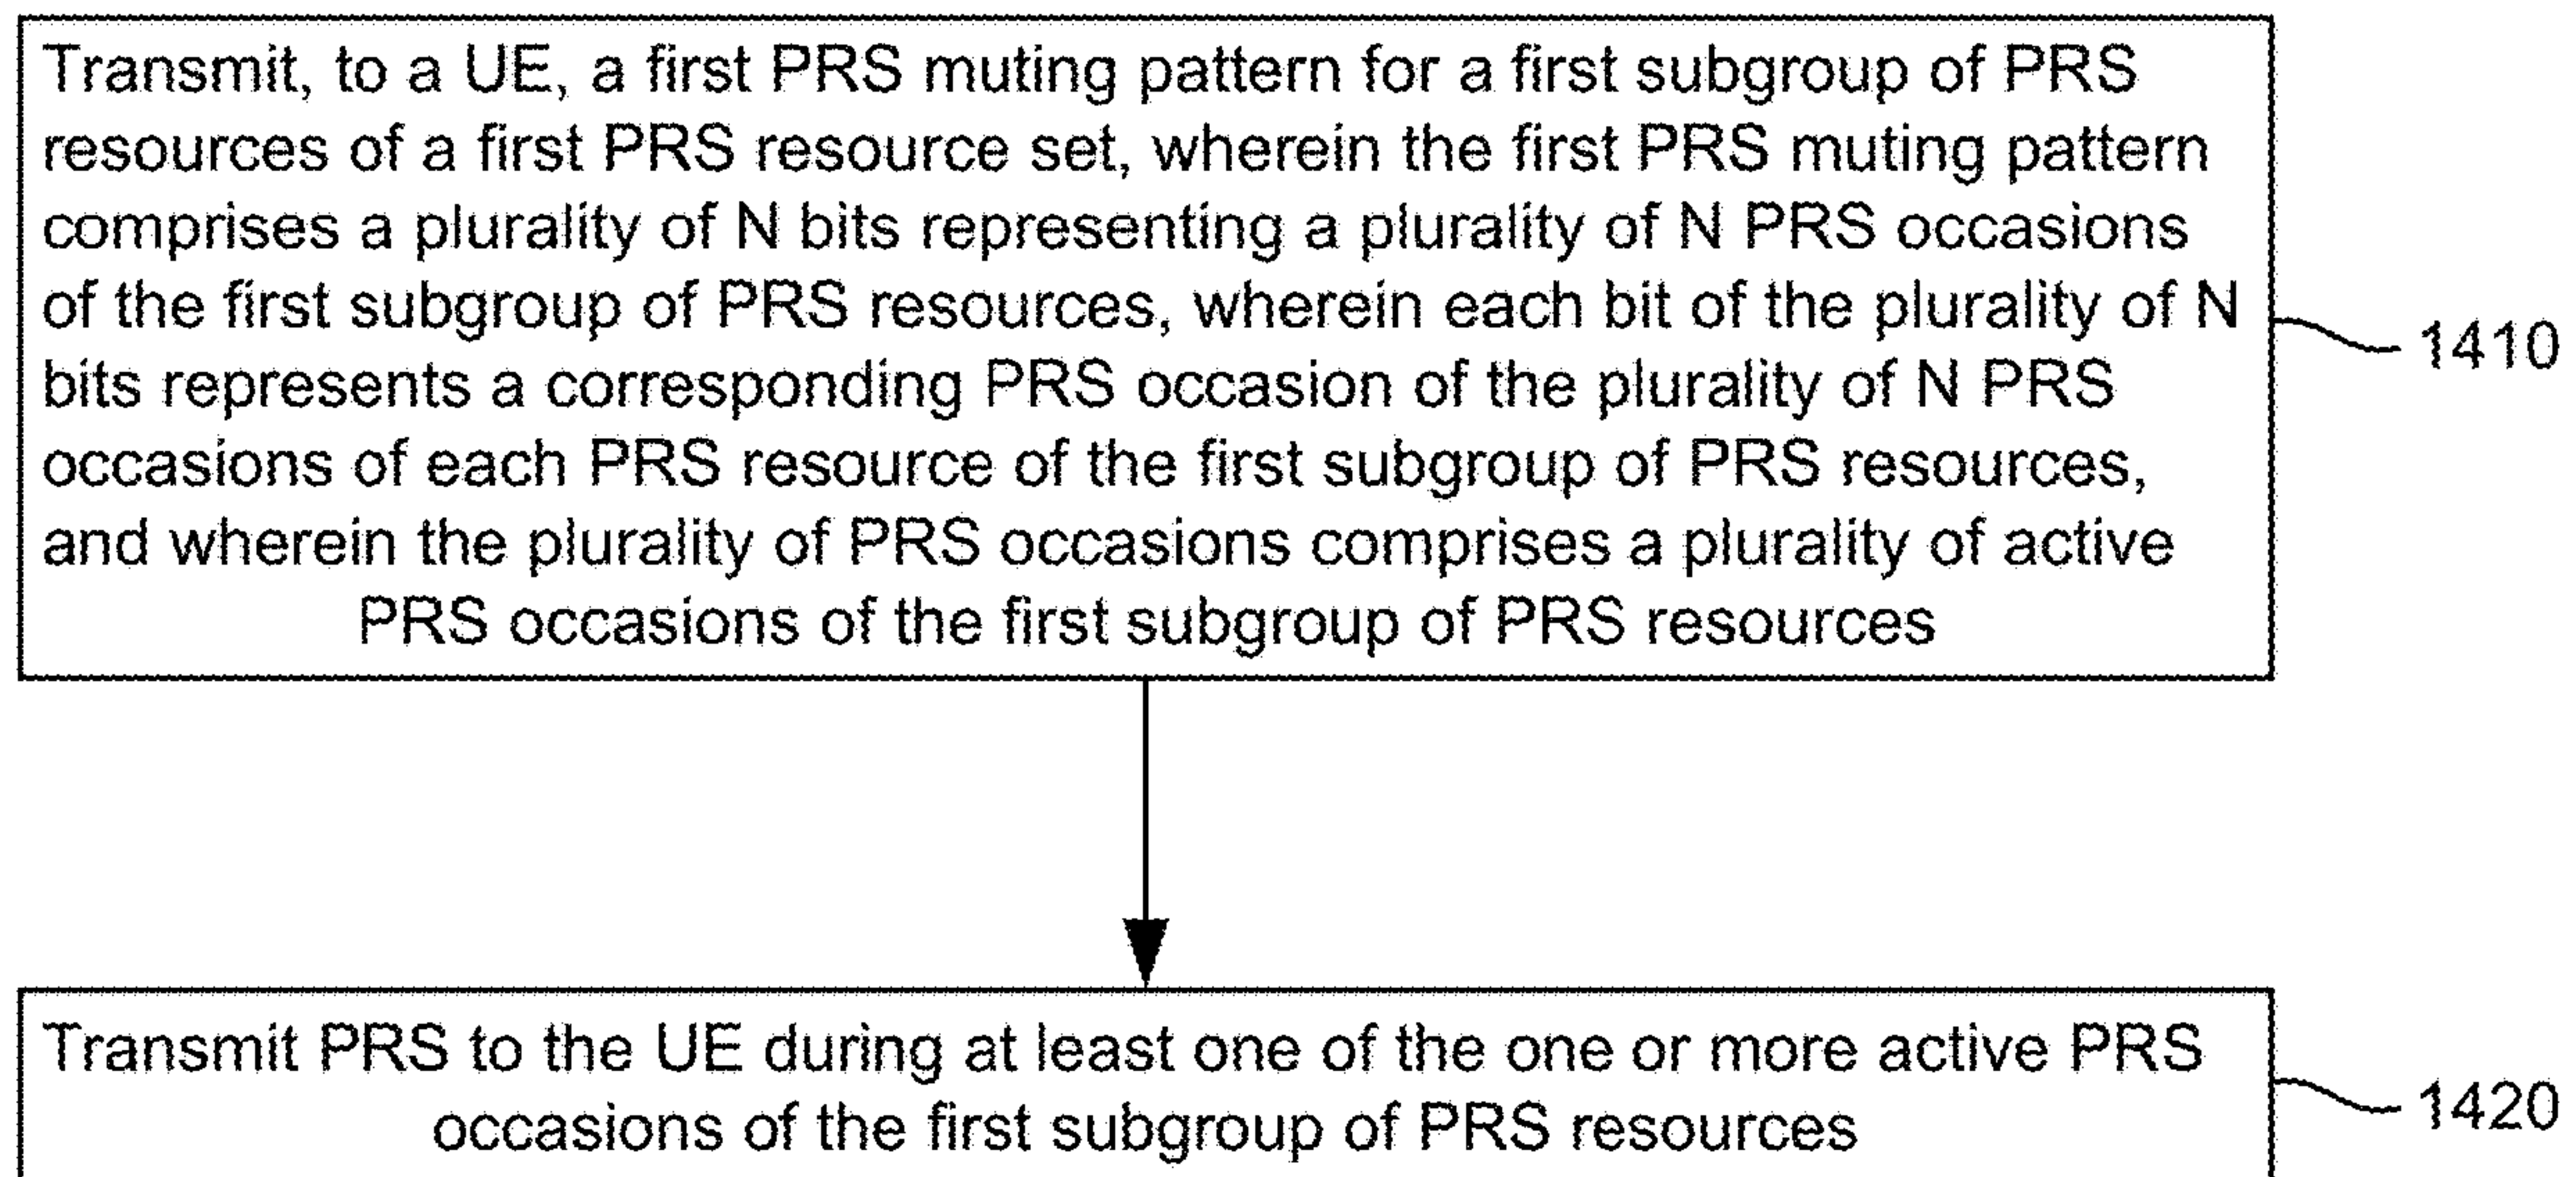 Transmit, to a UE, a first PRS muting pattern for a first subgroup of PRS
resources of a first PRS resource set, wherein the first PRS muting pattern
comprises a plurality of N bits representing a plurality of N PRS occasions
of the first subgroup of PRS resources, wherein each bit of the plurality of N
bits represents a corresponding PRS occasion of the plurality of N PRS
occasions of each PRS resource of the first subgroup of PRS resources,
and wherein the plurality of PRS occasions comprises a plurality of active
PRS occasions of the first subgroup of PRS resources
1410
Transmit PRS to the UE during at least one of the one or more active PRS
occasions of the first subgroup of PRS resources
1420